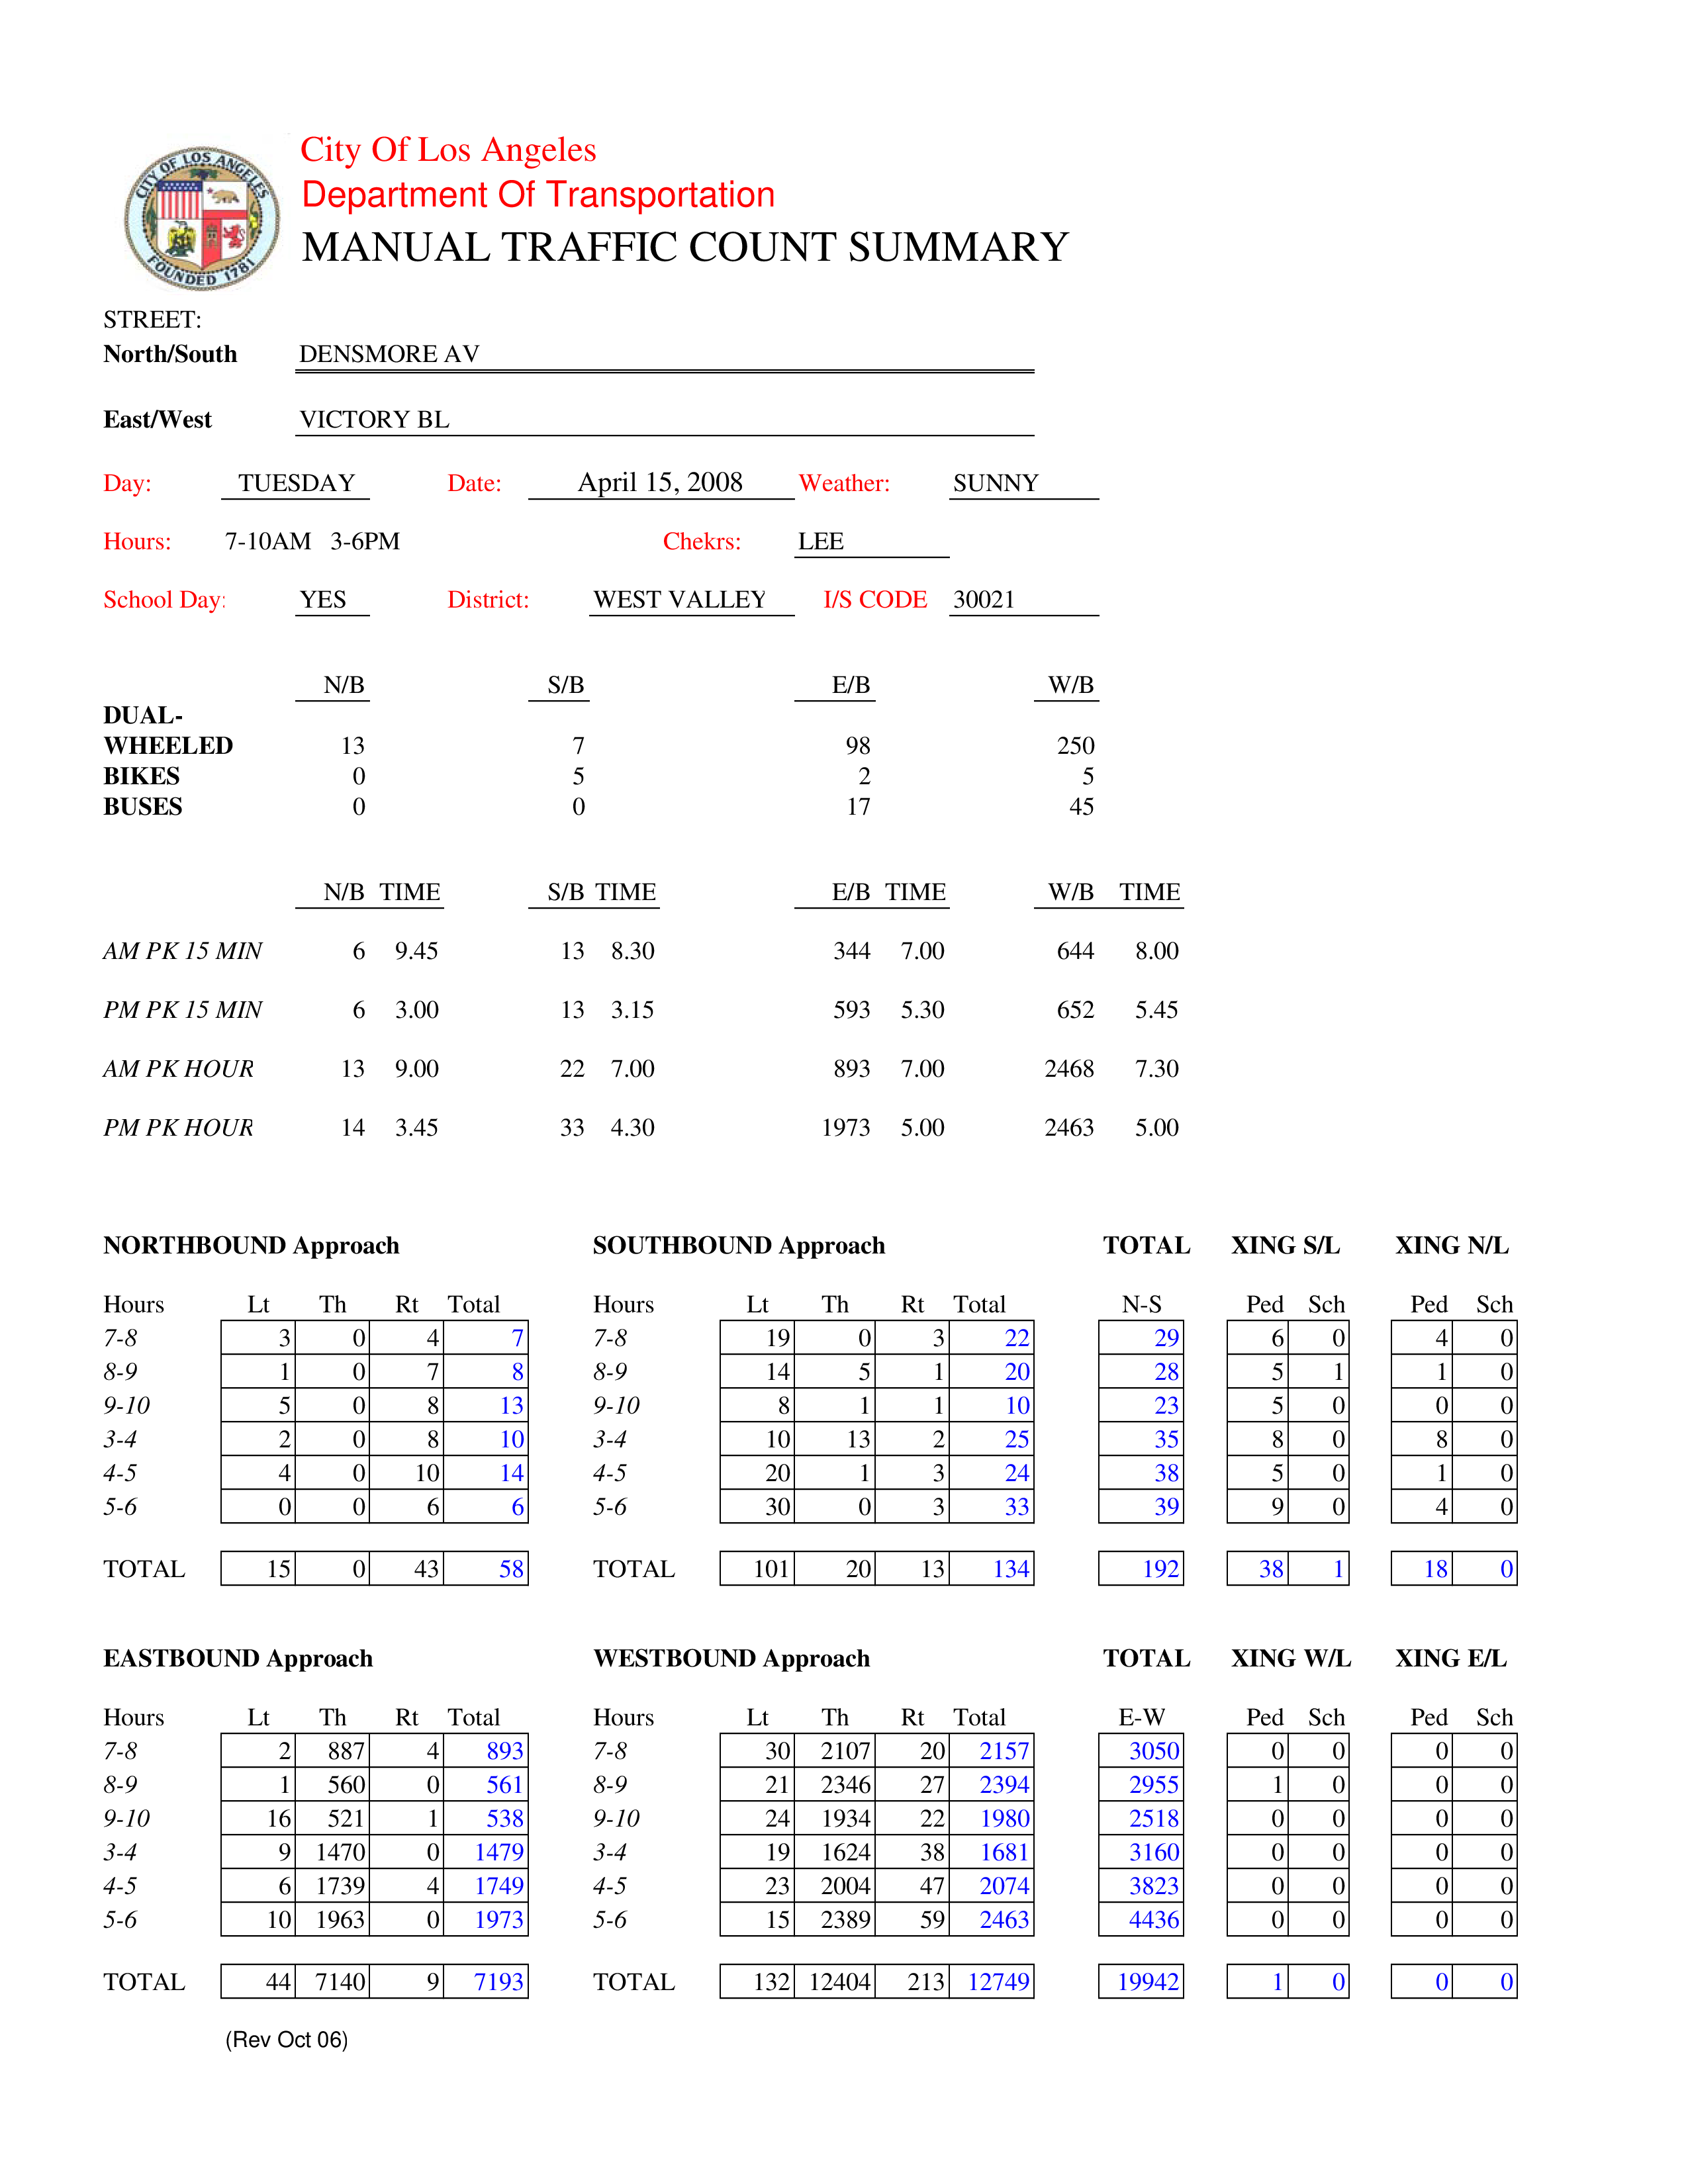 CITY OF LOS ANGELES
FOUNDED 1781
City Of Los Angeles
Department Of Transportation
MANUAL TRAFFIC COUNT SUMMARY
STREET:
North/South DENSMORE AV
East/West VICTORY BL
Day: TUESDAY Date: April 15, 2008 Weather: SUNNY
Hours: 7-10AM 3-6PM Chekrs: LEE
School Day: YES District: WEST VALLEY I/S CODE 30021
N/B S/B E/B W/B
DUAL-
WHEELED 13 7 98 250
BIKES 0 5 2 5
BUSES 0 0 17 45
N/B TIME S/B TIME E/B TIME W/B TIME
AM PK 15 MIN 6 9.45 13 8.30 344 7.00 644 8.00
PM PK 15 MIN 6 3.00 13 3.15 593 5.30 652 5.45
AM PK HOUR 13 9.00 22 7.00 893 7.00 2468 7.30
PM PK HOUR 14 3.45 33 4.30 1973 5.00 2463 5.00
NORTHBOUND Approach SOUTHBOUND Approach TOTAL XING S/L XING N/L
Hours Lt Th Rt Total Hours Lt Th Rt Total N-S Ped Sch Ped Sch
7-8 3 0 4 7 7-8 19 0 3 22 29 6 0 4 0
8-9 1 0 7 8 8-9 14 5 1 20 28 5 1 1 0
9-10 5 0 8 13 9-10 8 1 1 10 23 5 0 0 0
3-4 2 0 8 10 3-4 10 13 2 25 35 8 0 8 0
4-5 4 0 10 14 4-5 20 1 3 24 38 5 0 1 0
5-6 0 0 6 6 5-6 30 0 3 33 39 9 0 4 0
TOTAL 15 0 43 58 TOTAL 101 20 13 134 192 38 1 18 0
EASTBOUND Approach WESTBOUND Approach TOTAL XING W/L XING E/L
Hours Lt Th Rt Total Hours Lt Th Rt Total E-W Ped Sch Ped Sch
7-8 2 887 4 893 7-8 30 2107 20 2157 3050 0 0 0 0
8-9 1 560 0 561 8-9 21 2346 27 2394 2955 1 0 0 0
9-10 16 521 1 538 9-10 24 1934 22 1980 2518 0 0 0 0
3-4 9 1470 0 1479 3-4 19 1624 38 1681 3160 0 0 0 0
4-5 6 1739 4 1749 4-5 23 2004 47 2074 3823 0 0 0 0
5-6 10 1963 0 1973 5-6 15 2389 59 2463 4436 0 0 0 0
TOTAL 44 7140 9 7193 TOTAL 132 12404 213 12749 19942 1 0 0 0
(Rev Oct 06)